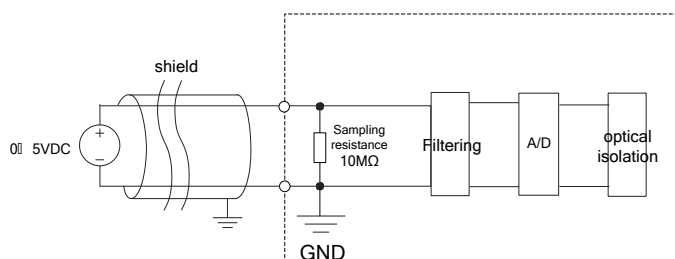 shield
0▯ 5VDC
+
−
Sampling
resistance
10MΩ
Filtering
A/D
optical
isolation
GND